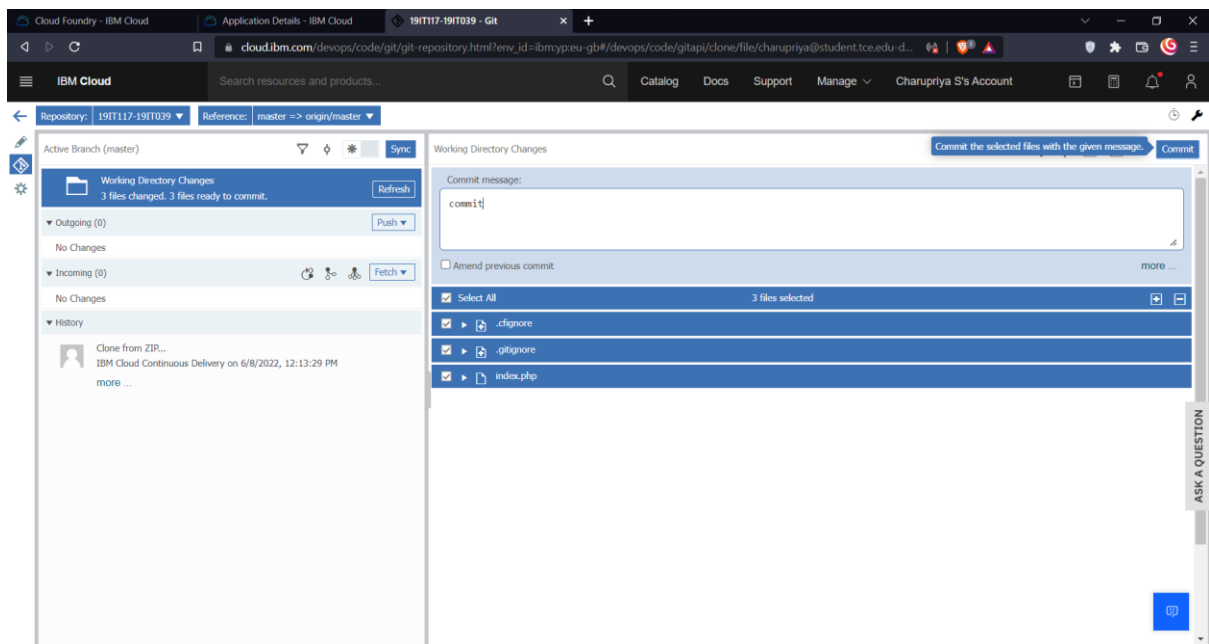 Cloud Foundry - IBM Cloud
Application Details - IBM Cloud
19IT117-19IT039 - Git
cloud.ibm.com/devops/code/git/git-repository.html?env_id=ibm:yp:eu-gb#/devops/code/gitapi/clone/file/charupriya@student.tce.edu-d...
IBM Cloud
Search resources and products...
Catalog
Docs
Support
Manage
Charupriya S's Account
Repository: 19IT117-19IT039
Reference: master => origin/master
Active Branch (master)
Sync
Working Directory Changes
3 files changed. 3 files ready to commit.
Refresh
Outgoing (0)
Push
No Changes
Incoming (0)
Fetch
No Changes
History
Clone from ZIP...
IBM Cloud Continuous Delivery on 6/8/2022, 12:13:29 PM
more ...
Working Directory Changes
Commit the selected files with the given message.
Commit
Commit message:
commit
Amend previous commit
more ...
Select All
3 files selected
.cfignore
.gitignore
index.php
ASK A QUESTION